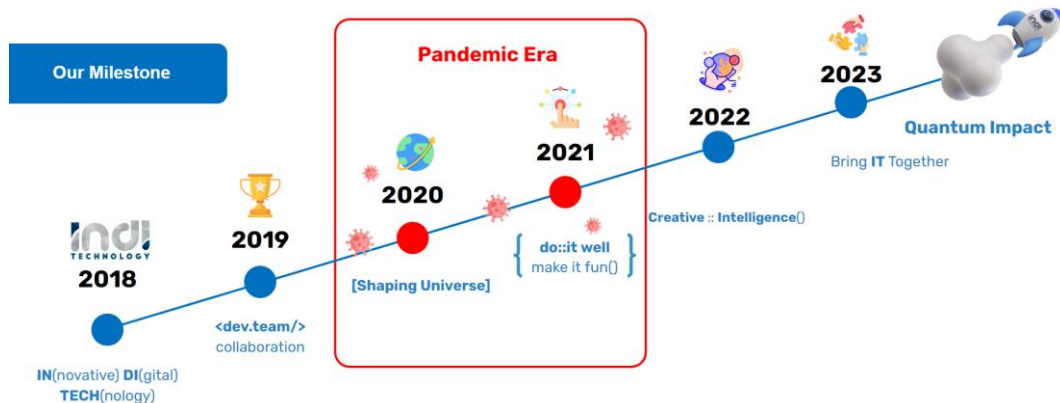 Our Milestone
Pandemic Era
indi
TECHNOLOGY
2018
IN(novative) DI(gital)
TECH(nology)
2019
<dev.team/>
collaboration
2020
[Shaping Universe]
2021
{ do::it well
make it fun() }
2022
Creative :: Intelligence()
2023
Bring IT Together
indi
Quantum Impact